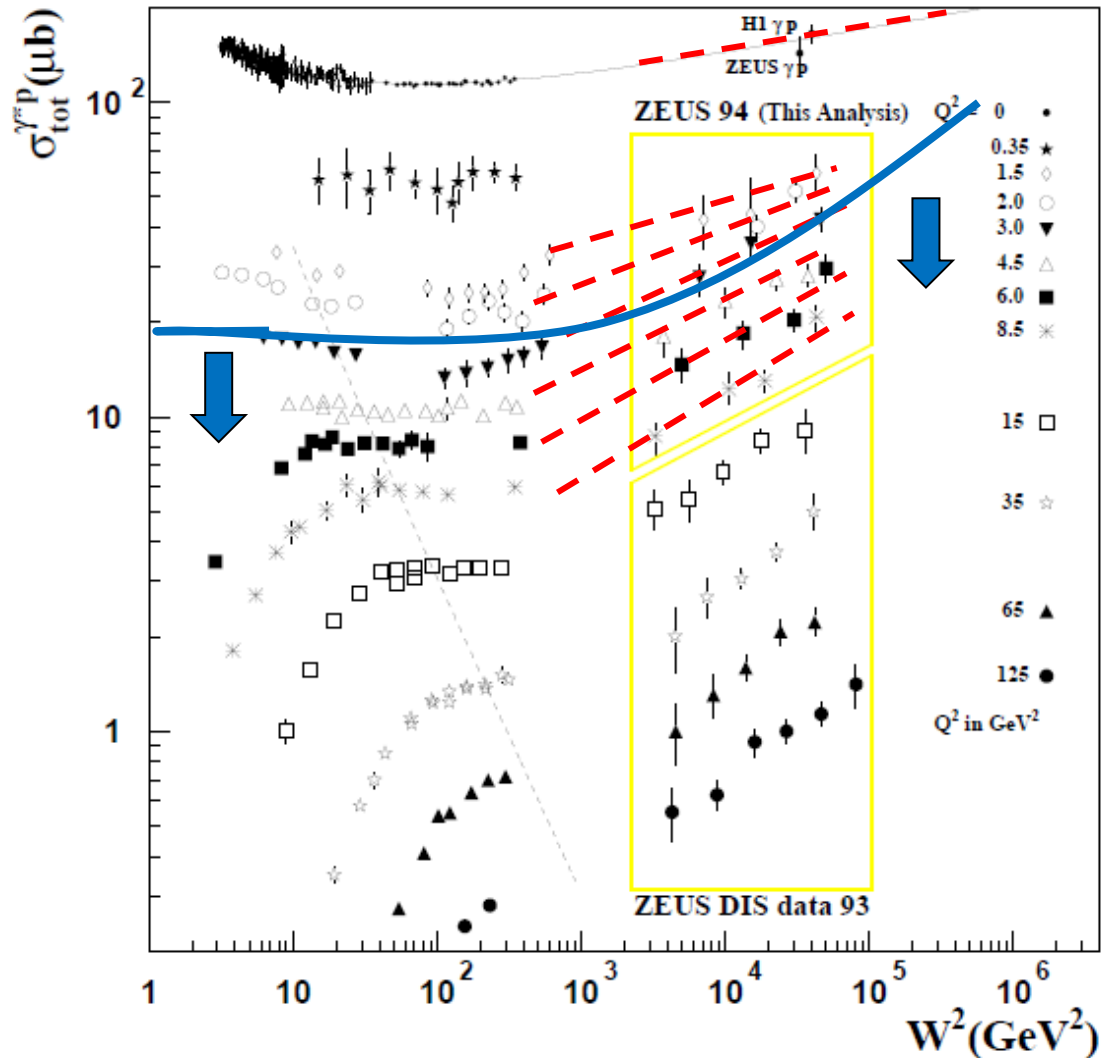 σ_tot^γ*p(μb)
H1 γp
ZEUS γp
10^2
ZEUS 94 (This Analysis)
Q^2 = 0
0.35
1.5
2.0
3.0
4.5
6.0
8.5
10
15
35
65
1
125
Q^2 in GeV^2
ZEUS DIS data 93
1
10
10^2
10^3
10^4
10^5
10^6
W^2(GeV^2)